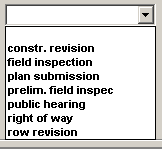 constr. revision
field inspection
plan submission
prelim. field inspec
public hearing
right of way
row revision